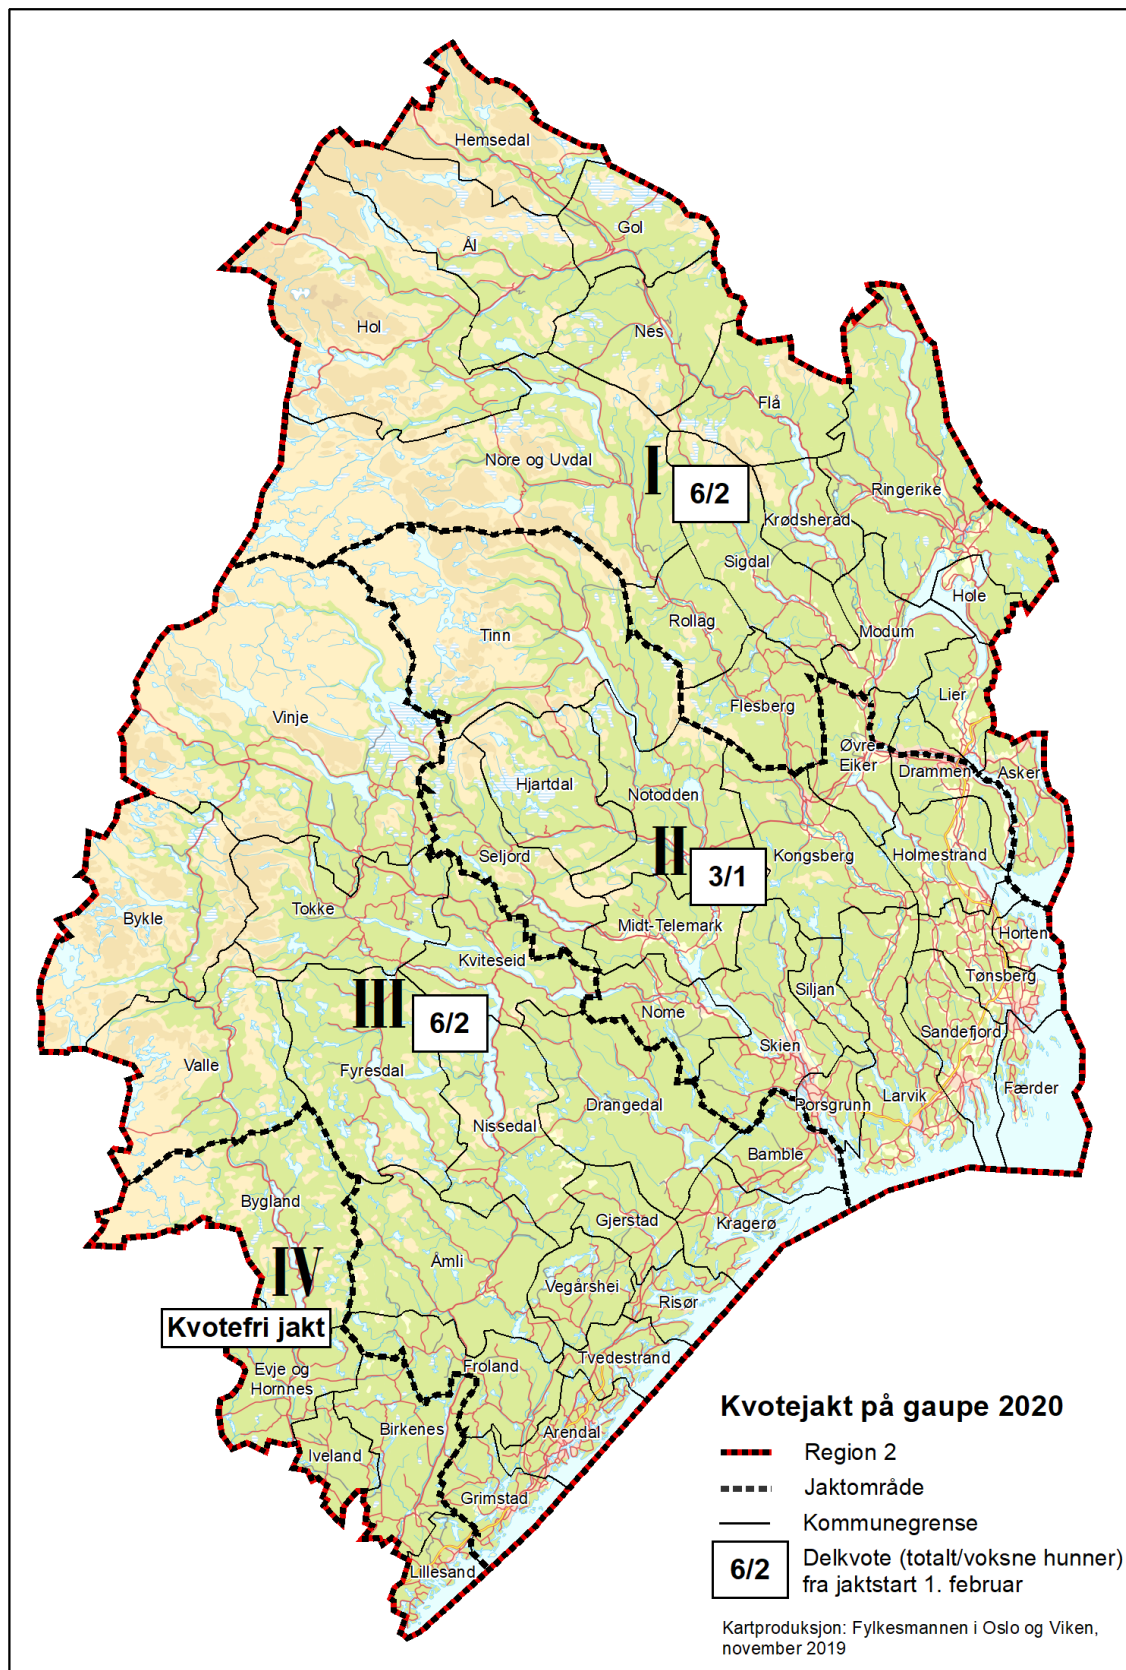 Hemsedal
Gol
Ål
Hol
Nes
Flå
Nore og Uvdal
I
6/2
Ringerike
Krødsherad
Sigdal
Hole
Rollag
Modum
Tinn
Lier
Flesberg
Vinje
Øvre
Eiker
Drammen
Asker
Hjartdal
Notodden
II
3/1
Seljord
Kongsberg
Holmestrand
Tokke
Bykle
Midt-Telemark
Horten
Kviteseid
Tønsberg
Siljan
III
6/2
Nome
Sandefjord
Skien
Valle
Fyresdal
Færder
Drangedal
Porsgrunn
Larvik
Nissedal
Bamble
Bygland
Gjerstad
Kragerø
Åmli
IV
Vegårshei
Risør
Kvotefri jakt
Tvedestrand
Froland
Evje og
Hornnes
Birkenes
Arendal
Iveland
Grimstad
Lillesand
Kvotejakt på gaupe 2020
Region 2
Jaktområde
Kommunegrense
6/2
Delkvote (totalt/voksne hunner)
fra jaktstart 1. februar
Kartproduksjon: Fylkesmannen i Oslo og Viken,
november 2019